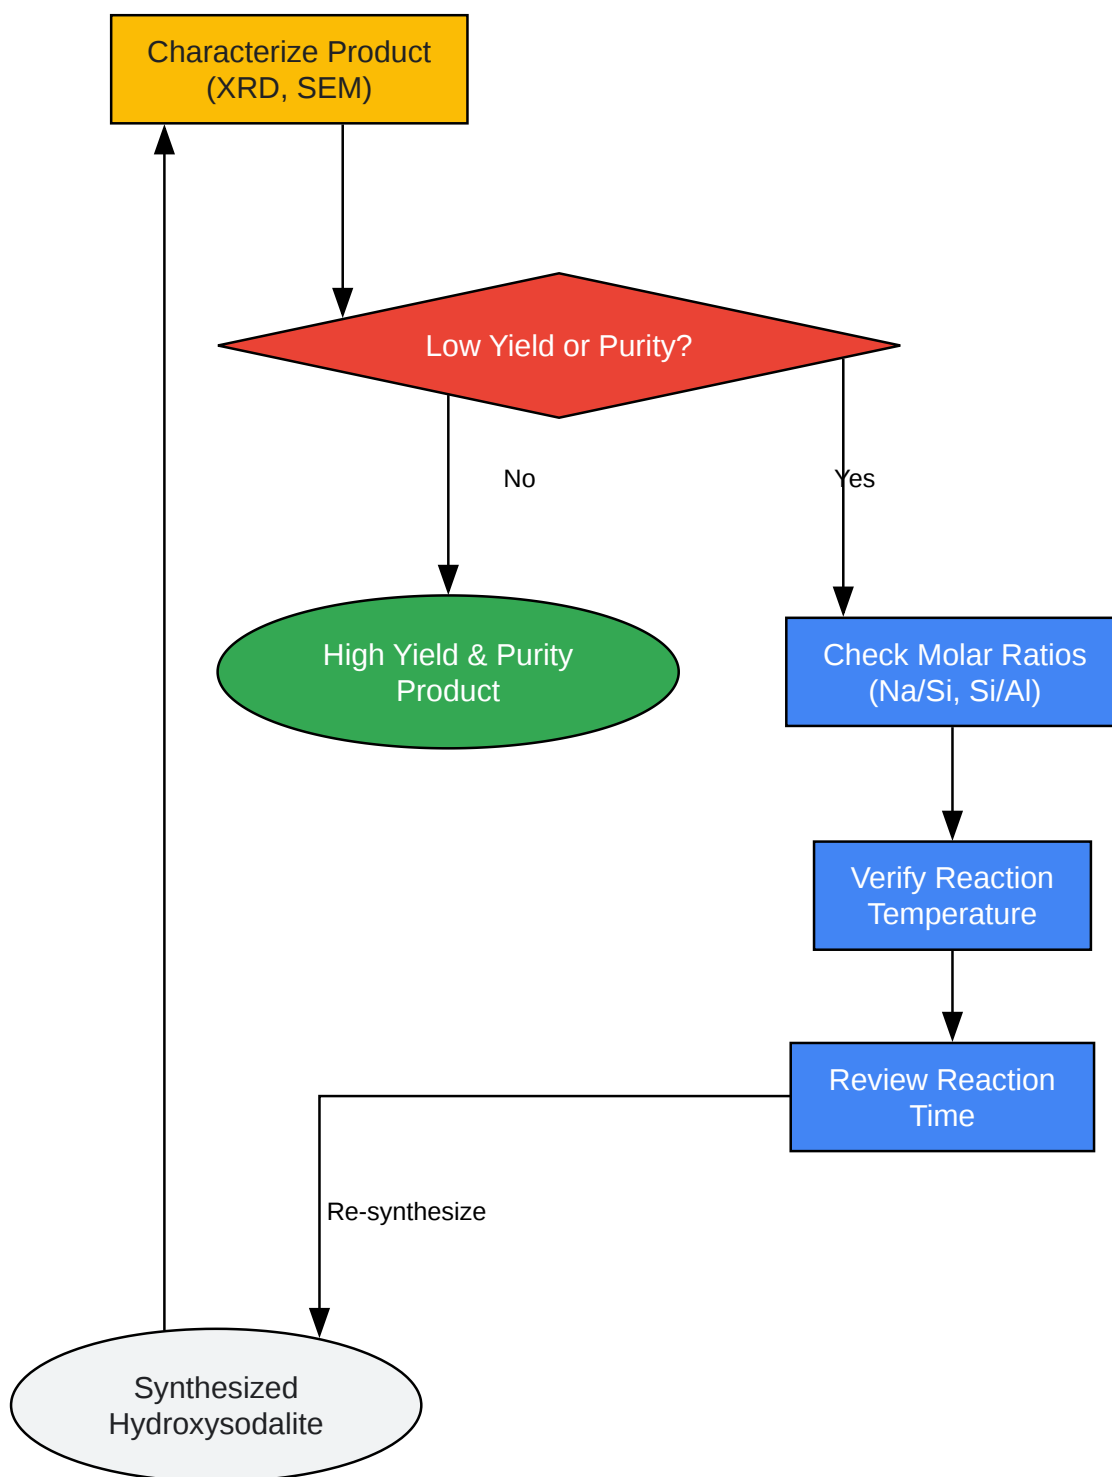 Characterize Product
(XRD, SEM)
Low Yield or Purity?
No
Yes
High Yield & Purity
Product
Check Molar Ratios
(Na/Si, Si/Al)
Verify Reaction
Temperature
Review Reaction
Time
Re-synthesize
Synthesized
Hydroxysodalite